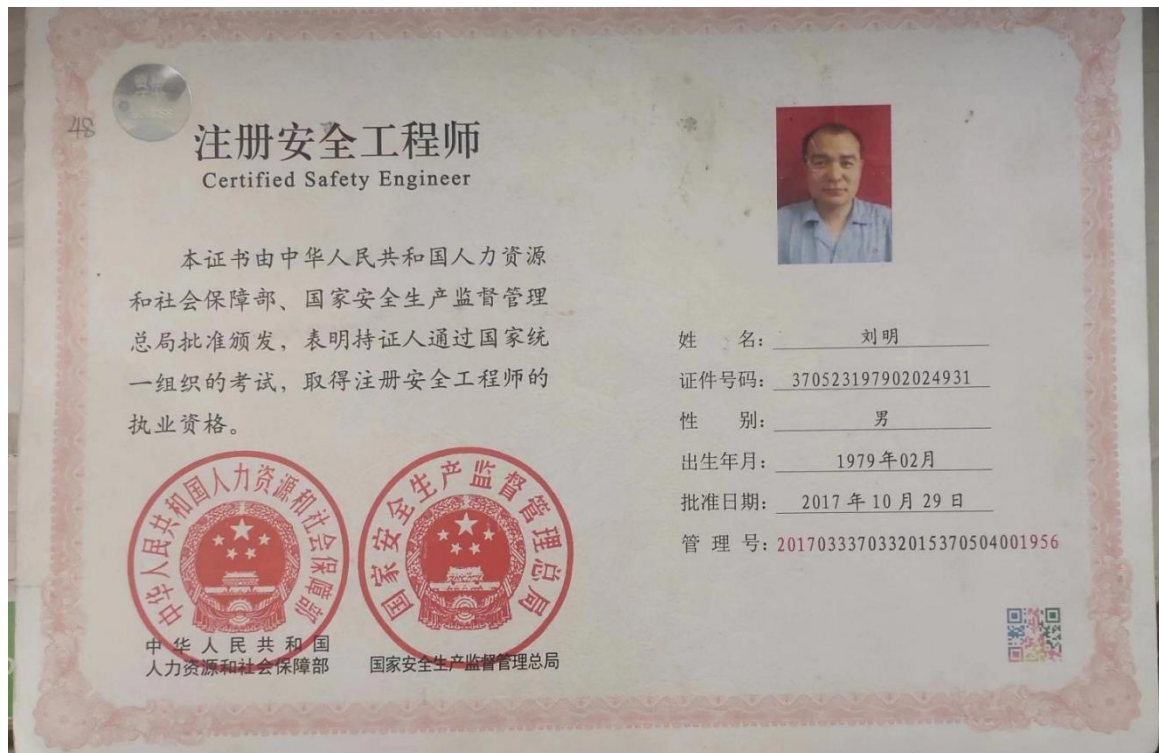 48
注册安全工程师
Certified Safety Engineer
本证书由中华人民共和国人力资源
和社会保障部、国家安全生产监督管理
总局批准颁发，表明持证人通过国家统
一组织的考试，取得注册安全工程师的
执业资格。
中华人民共和国人力资源和社会保障部
国家安全生产监督管理总局
中华人民共和国
人力资源和社会保障部
国家安全生产监督管理总局
姓 名：刘明
证件号码：370523197902024931
性 别：男
出生年月：1979年02月
批准日期：2017年10月29日
管 理 号：2017033370332015370504001956